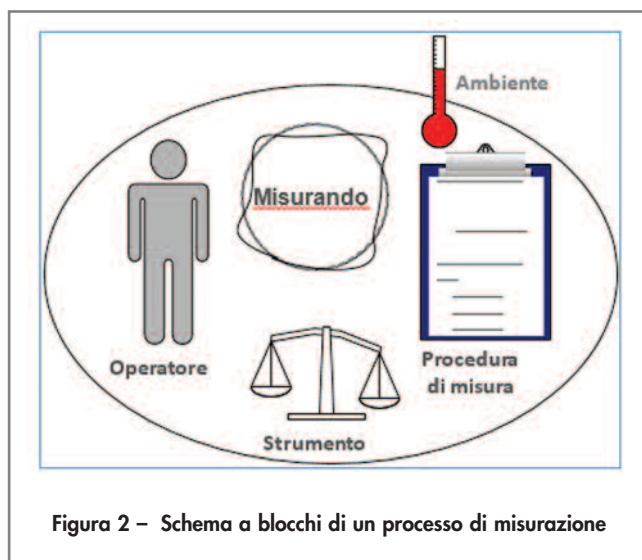 Ambiente
Misurando
Operatore
Procedura
di misura
Strumento
Figura 2 – Schema a blocchi di un processo di misurazione